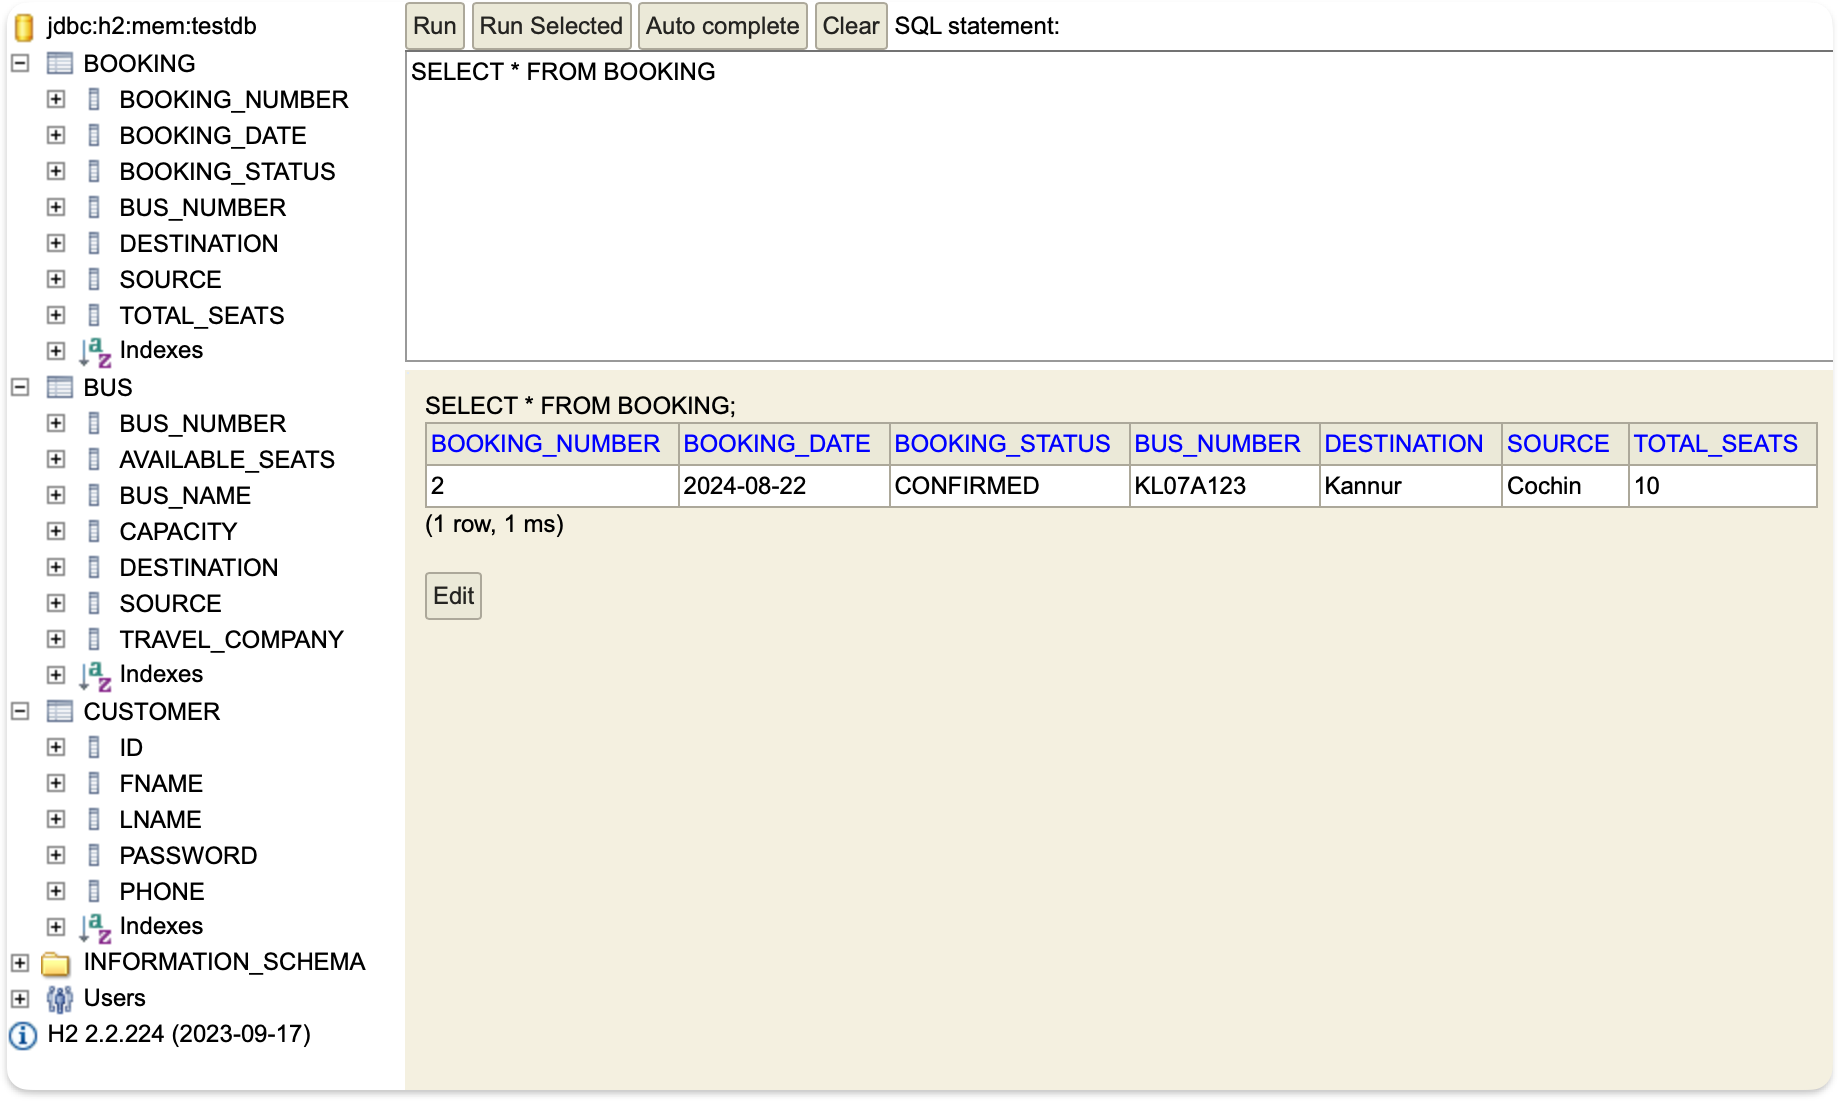 jdbc:h2:mem:testdb
BOOKING
BOOKING_NUMBER
BOOKING_DATE
BOOKING_STATUS
BUS_NUMBER
DESTINATION
SOURCE
TOTAL_SEATS
Indexes
BUS
BUS_NUMBER
AVAILABLE_SEATS
BUS_NAME
CAPACITY
DESTINATION
SOURCE
TRAVEL_COMPANY
Indexes
CUSTOMER
ID
FNAME
LNAME
PASSWORD
PHONE
Indexes
INFORMATION_SCHEMA
Users
H2 2.2.224 (2023-09-17)
Run Run Selected Auto complete Clear SQL statement:
SELECT * FROM BOOKING
SELECT * FROM BOOKING;
BOOKING_NUMBER BOOKING_DATE BOOKING_STATUS BUS_NUMBER DESTINATION SOURCE TOTAL_SEATS
2 2024-08-22 CONFIRMED KL07A123 Kannur Cochin 10
(1 row, 1 ms)
Edit